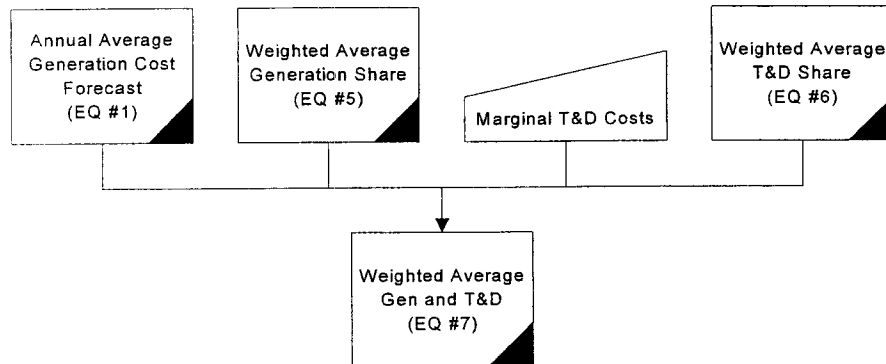 Annual Average
Generation Cost
Forecast
(EQ #1)
Weighted Average
Generation Share
(EQ #5)
Marginal T&D Costs
Weighted Average
T&D Share
(EQ #6)
Weighted Average
Gen and T&D
(EQ #7)